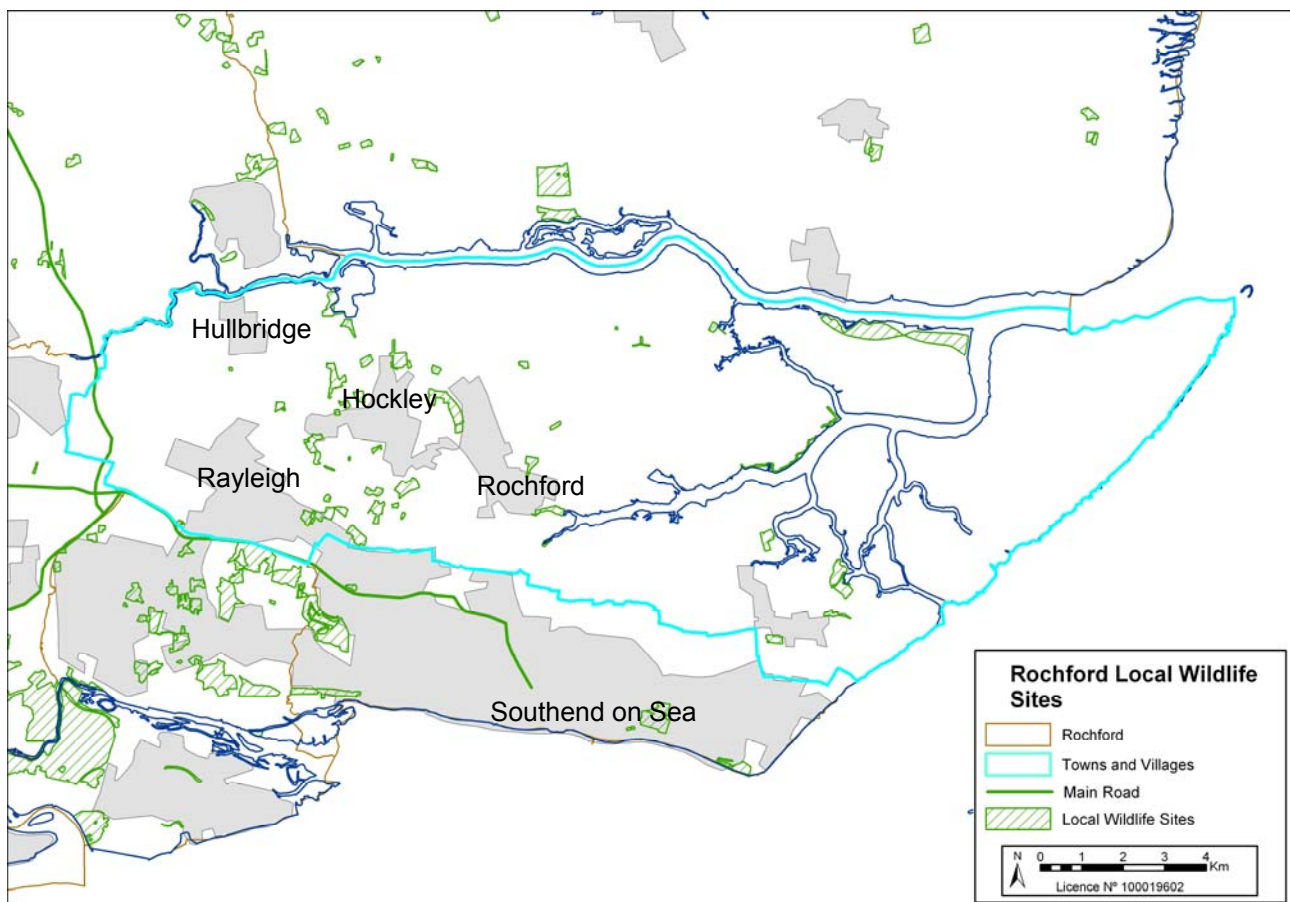 Hullbridge
Hockley
Rayleigh
Rochford
Southend on Sea
Rochford Local Wildlife
Sites
Rochford
Towns and Villages
Main Road
Local Wildlife Sites
N
0 1 2 3 4
Km
Licence Nº 100019602